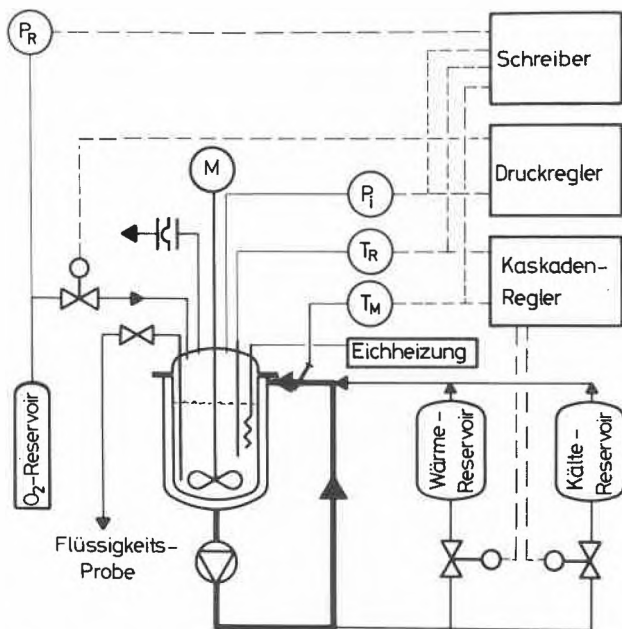 P_R
Schreiber
M
Druckregler
P_i
T_R
Kaskaden-
Regler
T_M
Eichheizung
O₂-Reservoir
Wärme-
Reservoir
Kälte-
Reservoir
Flüssigkeits-
Probe